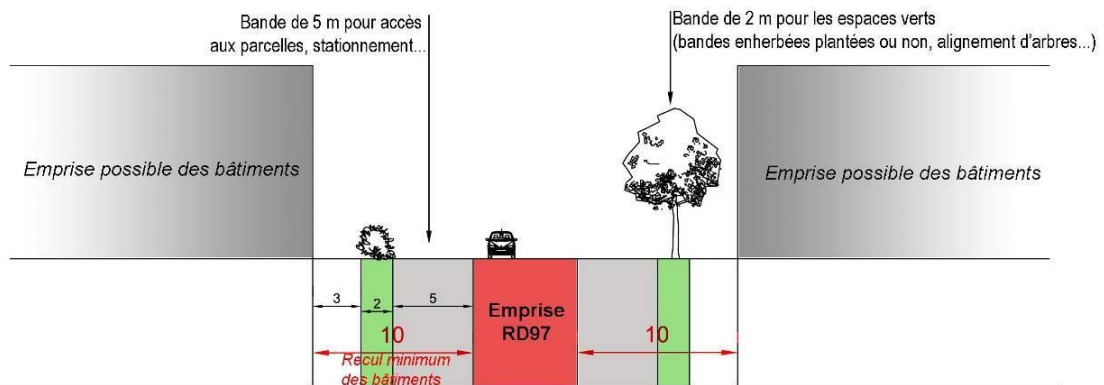 Bande de 5 m pour accès
aux parcelles, stationnement...
Bande de 2 m pour les espaces verts
(bandes enherbées plantées ou non, alignement d'arbres...)
Emprise possible des bâtiments
Emprise possible des bâtiments
3
2
5
Emprise
RD97
10
10
Recul minimum
des bâtiments